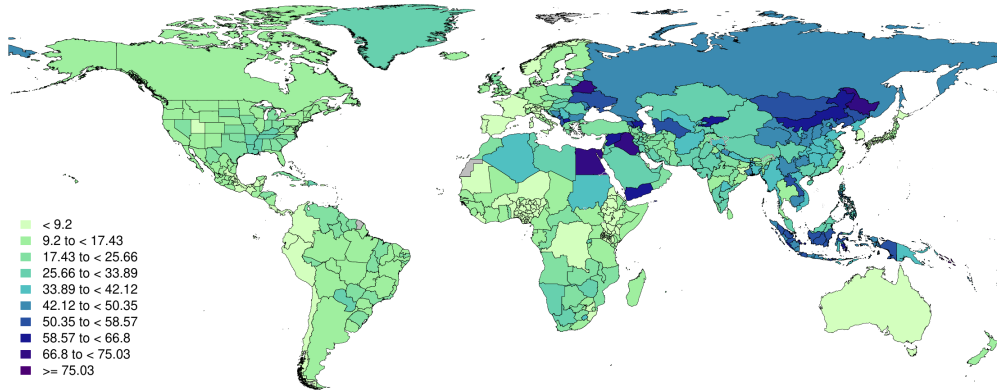 < 9.2
9.2 to < 17.43
17.43 to < 25.66
25.66 to < 33.89
33.89 to < 42.12
42.12 to < 50.35
50.35 to < 58.57
58.57 to < 66.8
66.8 to < 75.03
>= 75.03